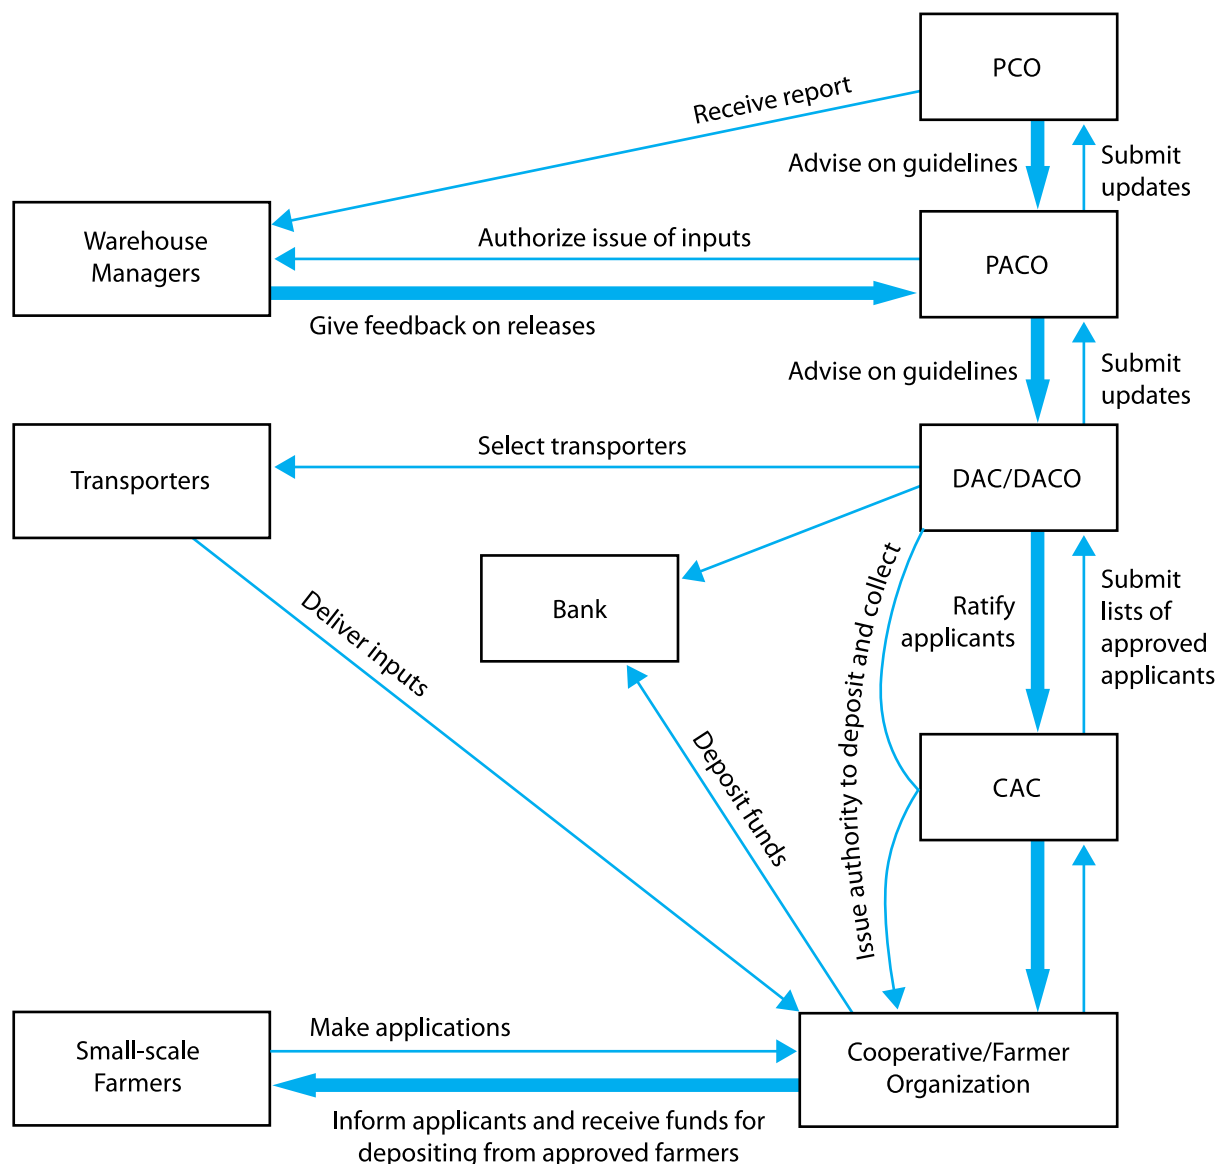 PCO
Receive report
Advise on guidelines
Submit
updates
Warehouse
Managers
Authorize issue of inputs
PACO
Give feedback on releases
Advise on guidelines
Submit
updates
Transporters
Select transporters
DAC/DACO
Bank
Deliver inputs
Issue authority to deposit and collect
Ratify
applicants
Submit
lists of
approved
applicants
Deposit funds
CAC
Small-scale
Farmers
Make applications
Cooperative/Farmer
Organization
Inform applicants and receive funds for
depositing from approved farmers